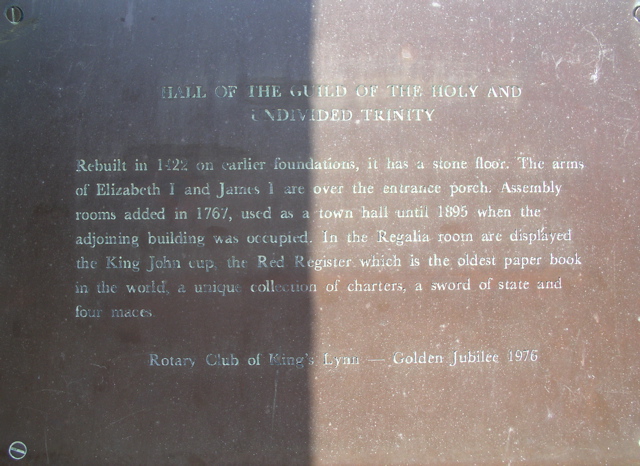 HALL OF THE GUILD OF THE HOLY AND
UNDIVIDED TRINITY
Rebuilt in 1422 on earlier foundations, it has a stone floor. The arms
of Elizabeth I and James I are over the entrance porch. Assembly
rooms added in 1767, used as a town hall until 1895 when the
adjoining building was occupied. In the Regalia room are displayed
the King John cup, the Red Register which is the oldest paper book
in the world, a unique collection of charters, a sword of state and
four maces.
Rotary Club of King's Lynn — Golden Jubilee 1976